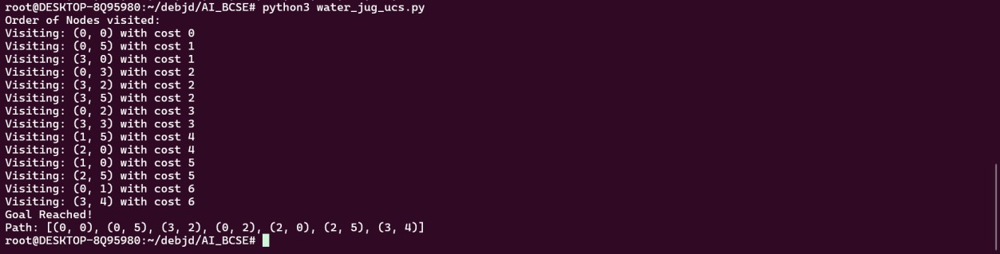 root@DESKTOP-8Q95980:~/debjd/AI_BCSE# python3 water_jug_ucs.py
Order of Nodes visited:
Visiting: (0, 0) with cost 0
Visiting: (0, 5) with cost 1
Visiting: (3, 0) with cost 1
Visiting: (0, 3) with cost 2
Visiting: (3, 2) with cost 2
Visiting: (3, 5) with cost 2
Visiting: (0, 2) with cost 3
Visiting: (3, 3) with cost 3
Visiting: (1, 5) with cost 4
Visiting: (2, 0) with cost 4
Visiting: (1, 0) with cost 5
Visiting: (2, 5) with cost 5
Visiting: (0, 1) with cost 6
Visiting: (3, 4) with cost 6
Goal Reached!
Path: [(0, 0), (0, 5), (3, 2), (0, 2), (2, 0), (2, 5), (3, 4)]
root@DESKTOP-8Q95980:~/debjd/AI_BCSE#